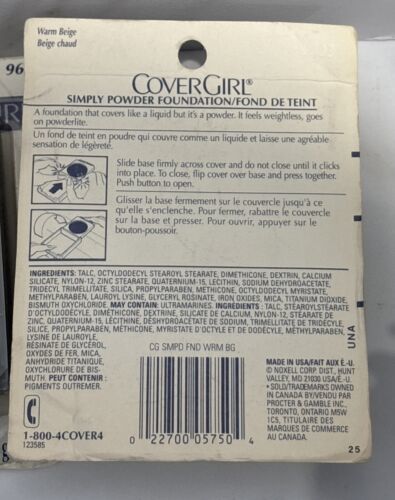 Warm Beige
Beige chaud
96
COVERGIRL®
SIMPLY POWDER FOUNDATION/FOND DE TEINT
A foundation that covers like a liquid but it's a powder. It feels weightless, goes
on powderlite.
Un fond de teint en poudre qui couvre comme un liquide et laisse une agréable
sensation de légèreté.
Slide base firmly across cover and do not close until it clicks
into place. To close, flip cover over base and press together.
Push button to open.
Glisser la base fermement sur le couvercle jusqu'à ce
qu'elle s'enclenche. Pour fermer, rabattre le couvercle
sur la base et presser. Pour ouvrir, appuyer sur le
bouton-poussoir.
INGREDIENTS: TALC, OCTYLDODECYL STEAROYL STEARATE, DIMETHICONE, DEXTRIN, CALCIUM
SILICATE, NYLON-12, ZINC STEARATE, QUATERNIUM-15, LECITHIN, SODIUM DEHYDROACETATE,
TRIDECYL TRIMELLITATE, SILICA, PROPYLPARABEN, METHICONE, OCTYLDODECYL MYRISTATE,
METHYLPARABEN, LAUROYL LYSINE, GLYCERYL ROSINATE, IRON OXIDES, MICA, TITANIUM DIOXIDE,
BISMUTH OXYCHLORIDE. MAY CONTAIN: ULTRAMARINES. INGRÉDIENTS : TALC, STÉAROYLSTÉARATE
D'OCTYLDODÉCYLE, DIMÉTHICONE, DEXTRINE, SILICATE DE CALCIUM, NYLON-12, STÉARATE DE
ZINC, QUATERNIUM-15, LÉCITHINE, DÉSHYDROACÉTATE DE SODIUM, TRIMELLITATE DE TRIDÉCYLE,
SILICE, PROPYLPARABEN, MÉTHICONE, MYRISTATE D'OCTYLE ET DE DODÉCYLE, MÉTHYLPARABEN,
LYSINE DE LAUROYLE,
RÉSINATE DE GLYCÉROL,
OXYDES DE FER, MICA,
ANHYDRIDE TITANIQUE,
OXYCHLORURE DE BIS-
MUTH. PEUT CONTENIR :
PIGMENTS OUTREMER.
CG SMPD FND WRM BG
UNA
MADE IN USA/FAIT AUX É.-U.
© NOXELL CORP. DIST., HUNT
VALLEY, MD 21030 USA/É.-U.
• SOLD/TRADEMARKS OWNED
IN CANADA BY/VENDU PAR
PROCTER & GAMBLE INC.,
TORONTO, ONTARIO M5W
1C5, TITULAIRE DES
MARQUES DE COMMERCE
AU CANADA.
1-800-4COVER4
123585
0 22700 05750 4
25